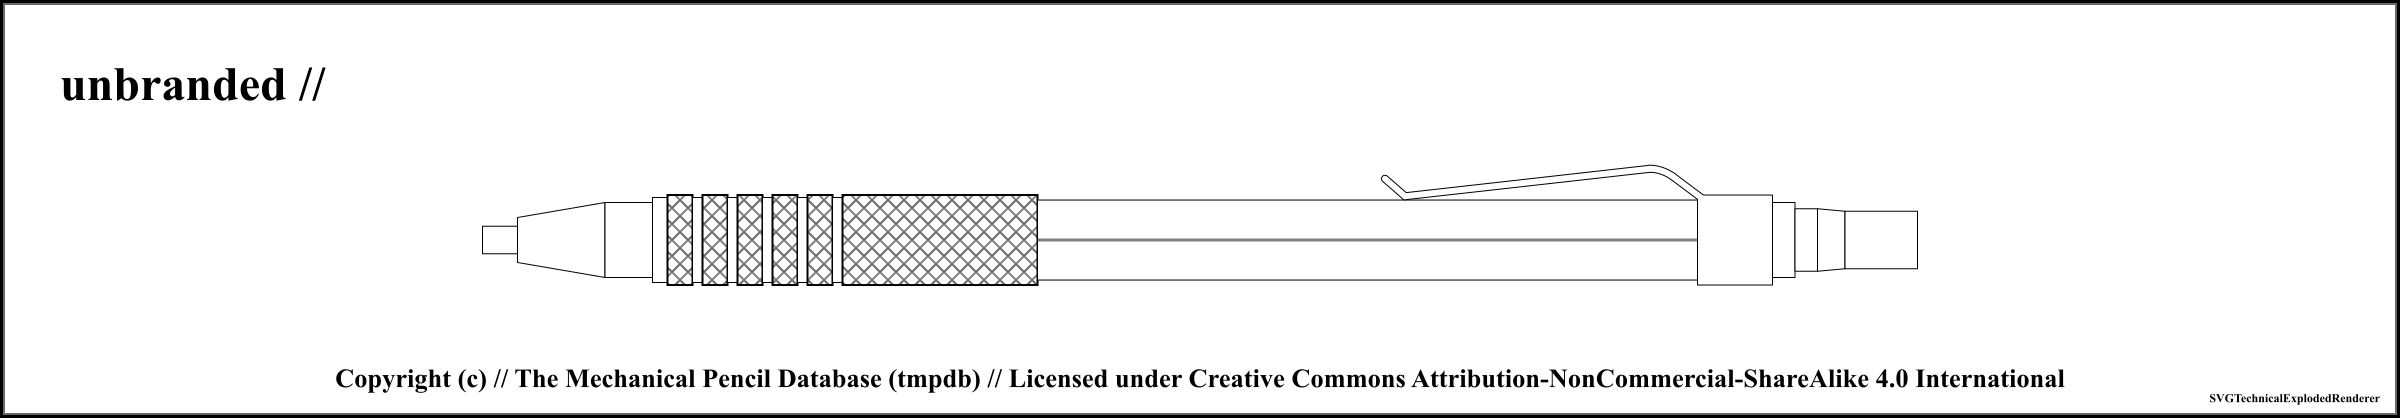 unbranded //
Copyright (c) // The Mechanical Pencil Database (tmpdb) // Licensed under Creative Commons Attribution-NonCommercial-ShareAlike 4.0 International
SVGTechnicalExplodedRenderer